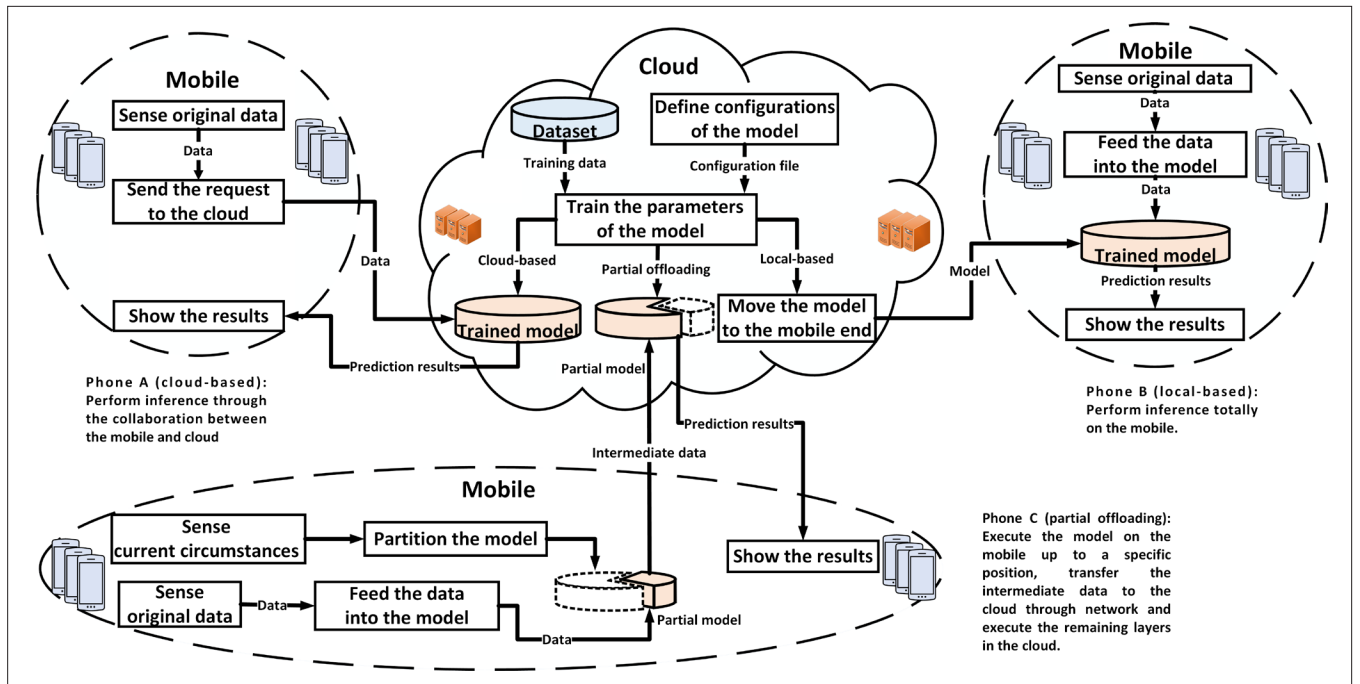 Mobile
Sense original data
Data
Send the request
to the cloud
Data
Show the results
Prediction results
Phone A (cloud-based):
Perform inference through
the collaboration between
the mobile and cloud
Cloud
Dataset
Training data
Define configurations
of the model
Configuration file
Train the parameters
of the model
Cloud-based
Partial offloading
Local-based
Trained model
Partial model
Move the model
to the mobile end
Model
Mobile
Sense original data
Data
Feed the data
into the model
Data
Trained model
Prediction results
Show the results
Phone B (local-based):
Perform inference totally
on the mobile.
Prediction results
Intermediate data
Mobile
Sense
current circumstances
Partition the model
Sense
original data
Data
Feed the data
into the model
Data
Partial model
Show the results
Phone C (partial offloading):
Execute the model on the
mobile up to a specific
position, transfer the
intermediate data to the
cloud through network and
execute the remaining layers
in the cloud.